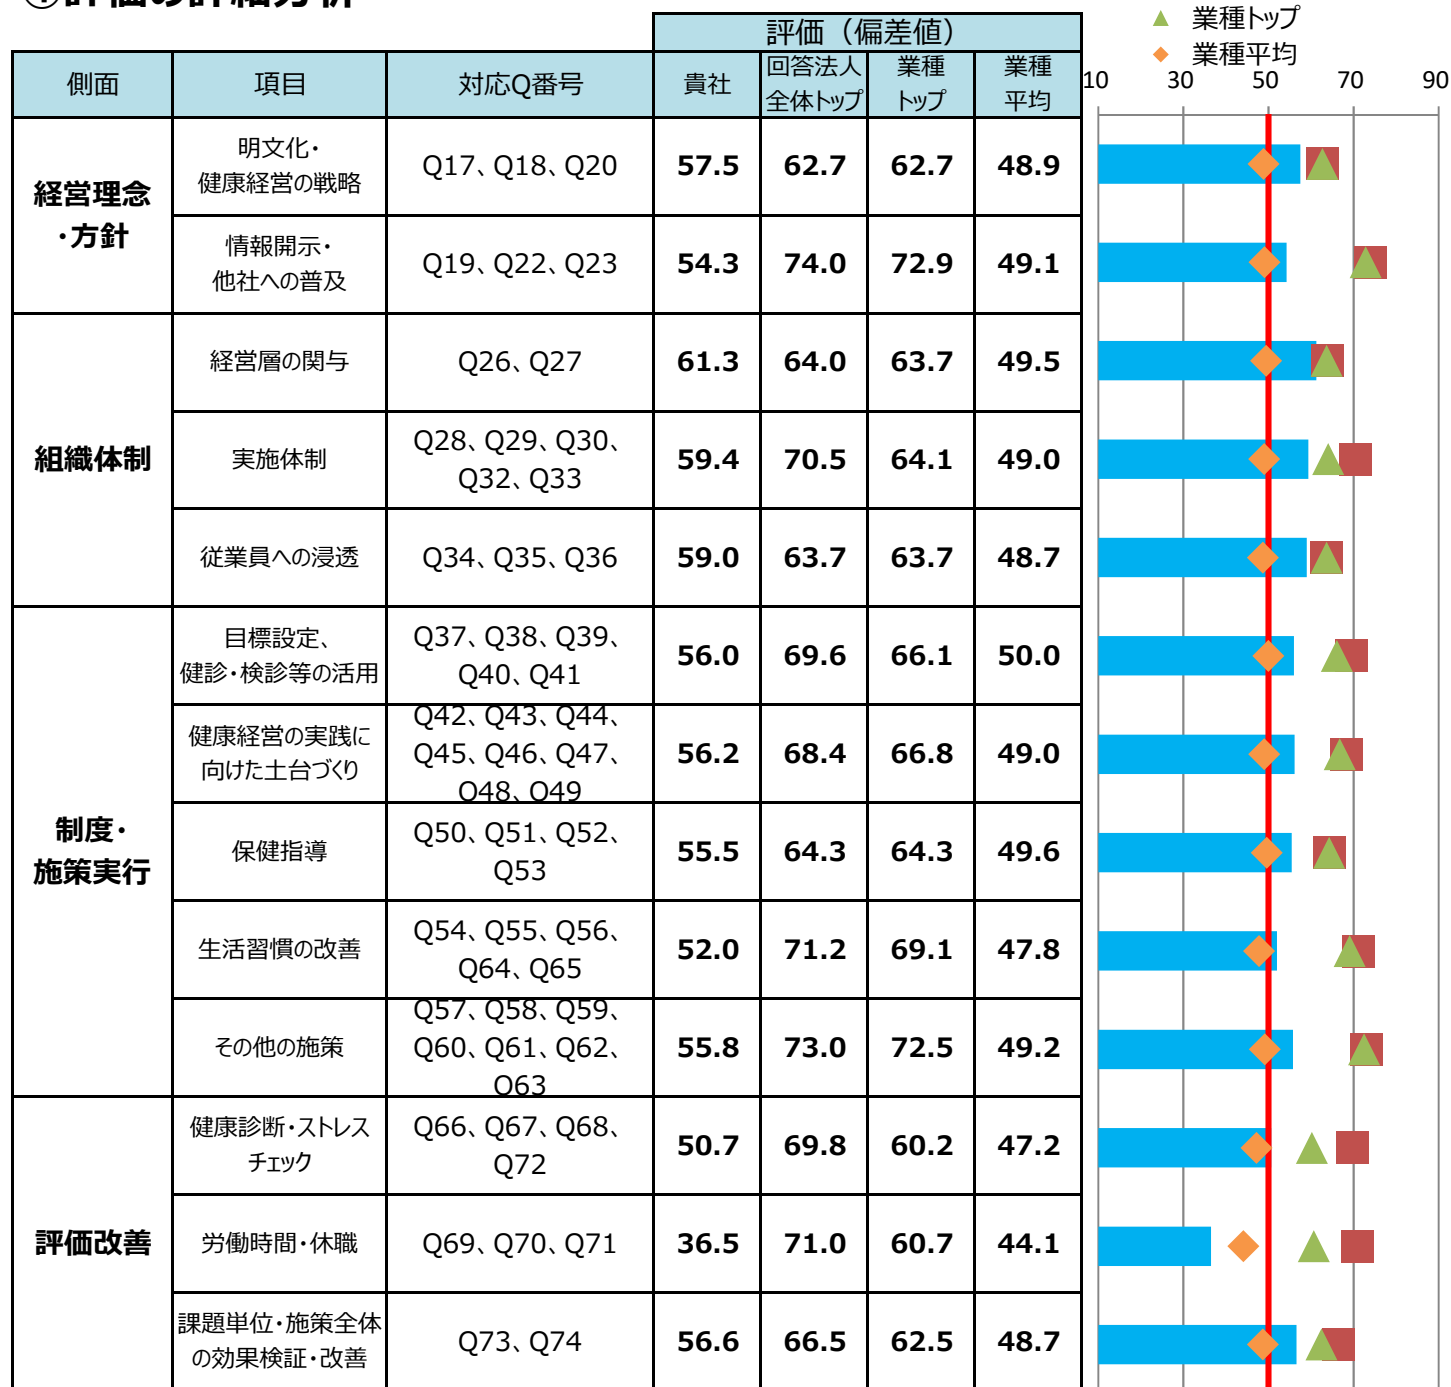 ④評価の詳細分析
業種トップ
業種平均
評価（偏差値）
側面 項目 対応Q番号 貴社 回答法人全体トップ 業種トップ 業種平均
10 30 50 70 90
経営理念・方針
明文化・健康経営の戦略 Q17、Q18、Q20 57.5 62.7 62.7 48.9
情報開示・他社への普及 Q19、Q22、Q23 54.3 74.0 72.9 49.1
組織体制
経営層の関与 Q26、Q27 61.3 64.0 63.7 49.5
実施体制 Q28、Q29、Q30、Q32、Q33 59.4 70.5 64.1 49.0
従業員への浸透 Q34、Q35、Q36 59.0 63.7 63.7 48.7
制度・施策実行
目標設定、健診・検診等の活用 Q37、Q38、Q39、Q40、Q41 56.0 69.6 66.1 50.0
健康経営の実践に向けた土台づくり Q42、Q43、Q44、Q45、Q46、Q47、Q48、Q49 56.2 68.4 66.8 49.0
保健指導 Q50、Q51、Q52、Q53 55.5 64.3 64.3 49.6
生活習慣の改善 Q54、Q55、Q56、Q64、Q65 52.0 71.2 69.1 47.8
その他の施策 Q57、Q58、Q59、Q60、Q61、Q62、Q63 55.8 73.0 72.5 49.2
評価改善
健康診断・ストレスチェック Q66、Q67、Q68、Q72 50.7 69.8 60.2 47.2
労働時間・休職 Q69、Q70、Q71 36.5 71.0 60.7 44.1
課題単位・施策全体の効果検証・改善 Q73、Q74 56.6 66.5 62.5 48.7